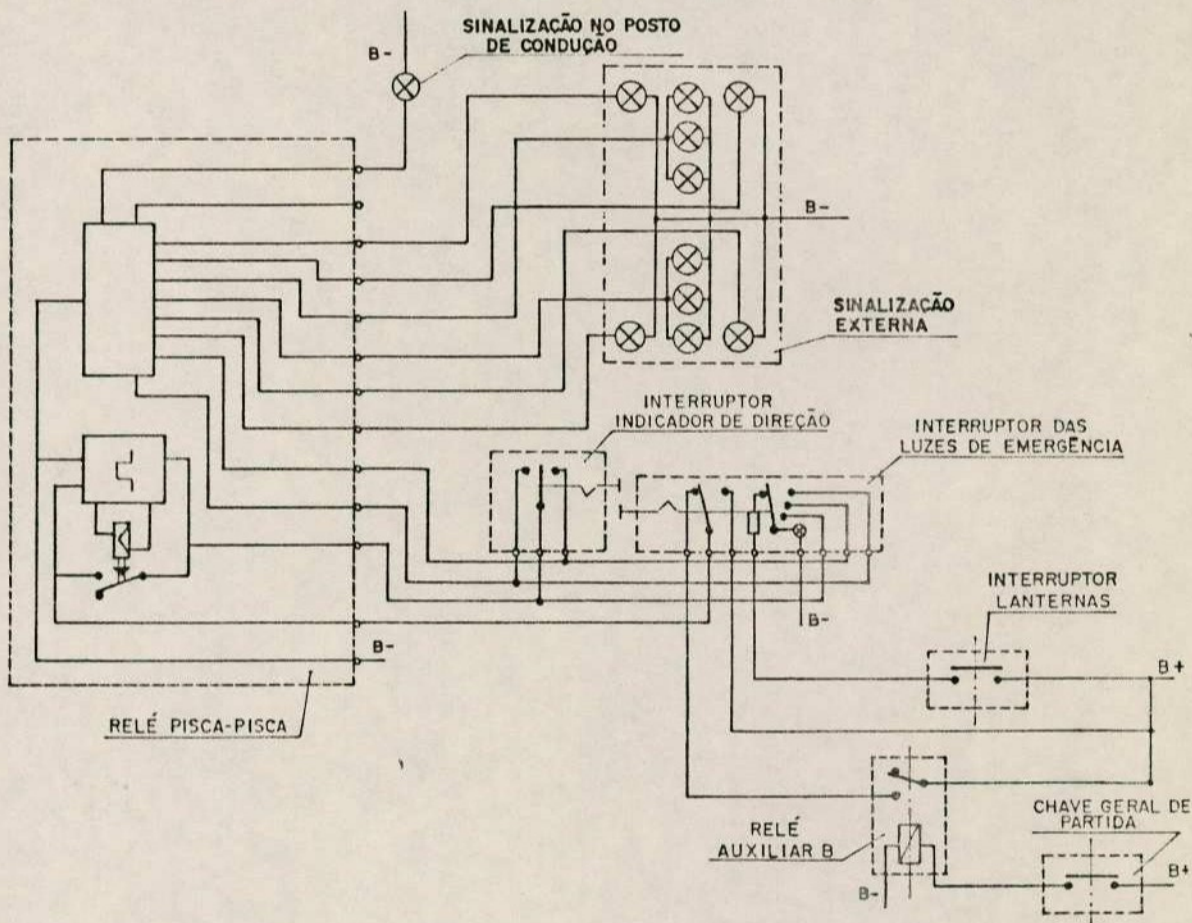 SINALIZAÇÃO NO POSTO
DE CONDUÇÃO
B-
B-
SINALIZAÇÃO
EXTERNA
INTERRUPTOR
INDICADOR DE DIREÇÃO
INTERRUPTOR DAS
LUZES DE EMERGÊNCIA
B-
INTERRUPTOR
LANTERNAS
B+
B-
RELÉ PISCA-PISCA
RELÉ
AUXILIAR B
CHAVE GERAL DE
PARTIDA
B-
B+